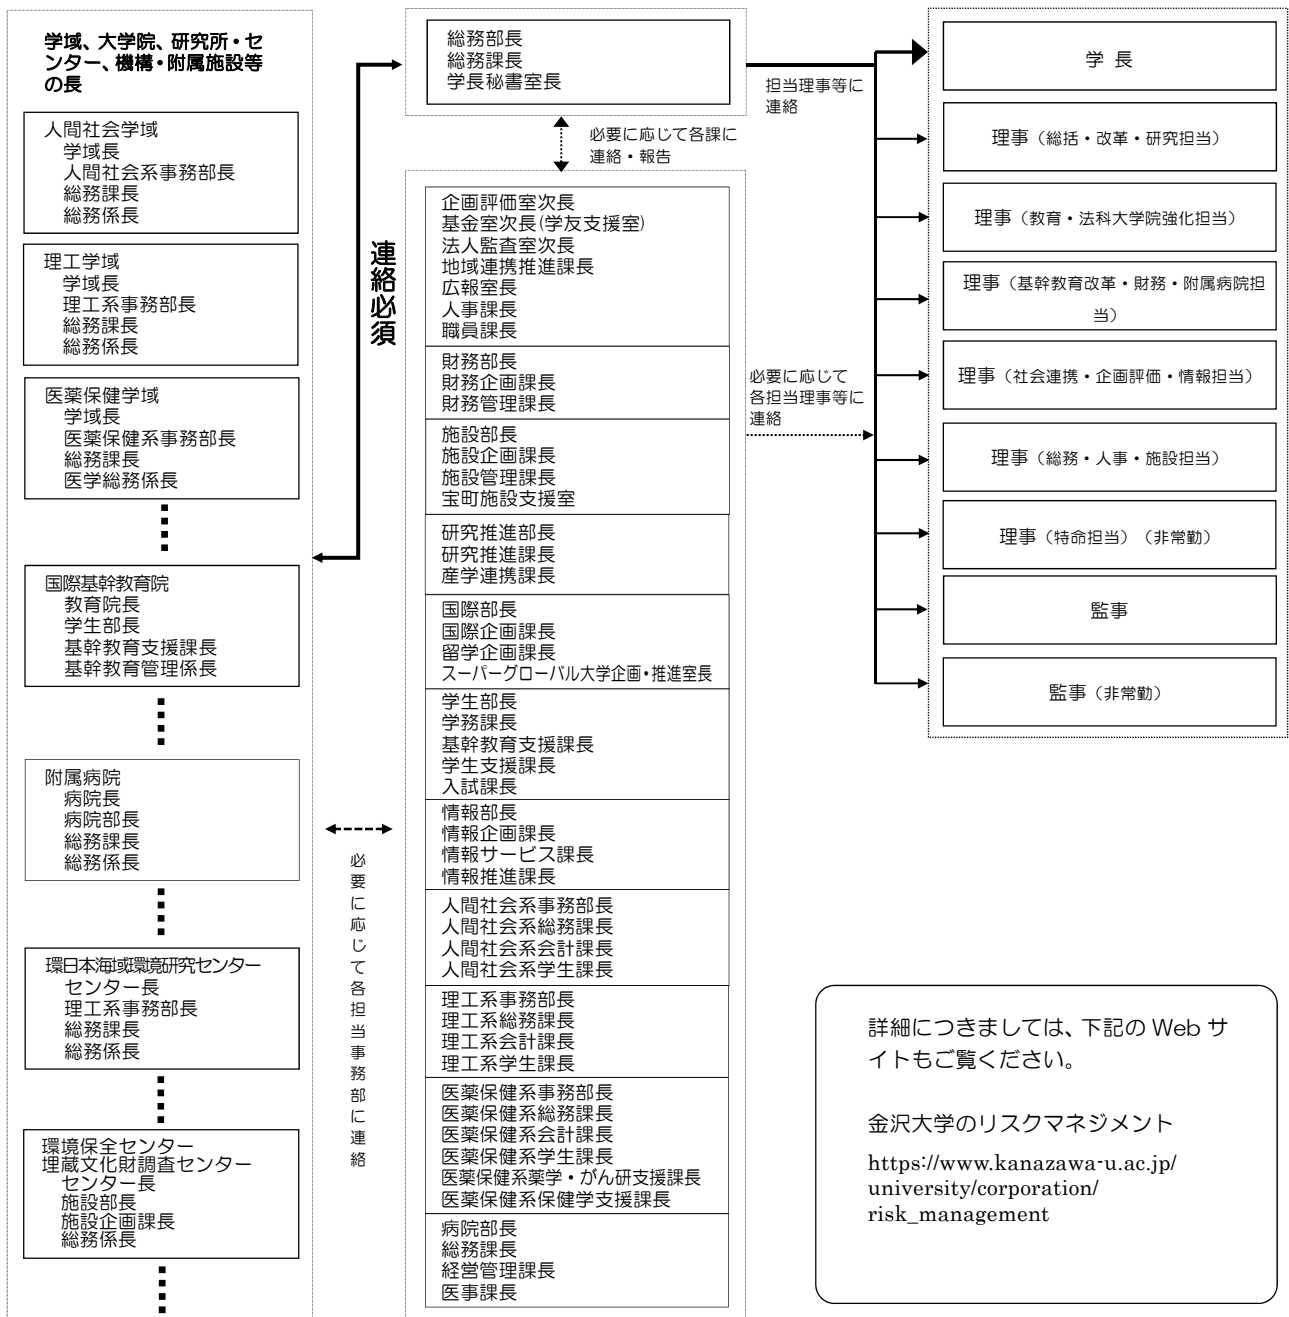 学域、大学院、研究所・セ
ンター、機構・附属施設等
の長
人間社会学域
学域長
人間社会系事務部長
総務課長
総務係長
理工学域
学域長
理工系事務部長
総務課長
総務係長
医薬保健学域
学域長
医薬保健系事務部長
総務課長
医学総務係長
国際基幹教育院
教育院長
学生部長
基幹教育支援課長
基幹教育管理係長
附属病院
病院長
病院部長
総務課長
総務係長
環日本海域環境研究センター
センター長
理工系事務部長
総務課長
総務係長
環境保全センター
埋蔵文化財調査センター
センター長
施設部長
施設企画課長
総務係長
連絡必須
必要に応じて各担当事務部に連絡
総務部長
総務課長
学長秘書室長
必要に応じて各課に
連絡・報告
企画評価室次長
基金室次長(学友支援室)
法人監査室次長
地域連携推進課長
広報室長
人事課長
職員課長
財務部長
財務企画課長
財務管理課長
施設部長
施設企画課長
施設管理課長
宝町施設支援室
研究推進部長
研究推進課長
産学連携課長
国際部長
国際企画課長
留学企画課長
スーパーグローバル大学企画・推進室長
学生部長
学務課長
基幹教育支援課長
学生支援課長
入試課長
情報部長
情報企画課長
情報サービス課長
情報推進課長
人間社会系事務部長
人間社会系総務課長
人間社会系会計課長
人間社会系学生課長
理工系事務部長
理工系総務課長
理工系会計課長
理工系学生課長
医薬保健系事務部長
医薬保健系総務課長
医薬保健系会計課長
医薬保健系学生課長
医薬保健系薬学・がん研支援課長
医薬保健系保健学支援課長
病院部長
総務課長
経営管理課長
医事課長
担当理事等に
連絡
必要に応じて
各担当理事等に
連絡
学 長
理事（総括・改革・研究担当）
理事（教育・法科大学院強化担当）
理事（基幹教育改革・財務・附属病院担
当）
理事（社会連携・企画評価・情報担当）
理事（総務・人事・施設担当）
理事（特命担当）（非常勤）
監事
監事（非常勤）
詳細につきましては、下記の Web サ
イトもご覧ください。
金沢大学のリスクマネジメント
https://www.kanazawa-u.ac.jp/
university/corporation/
risk_management